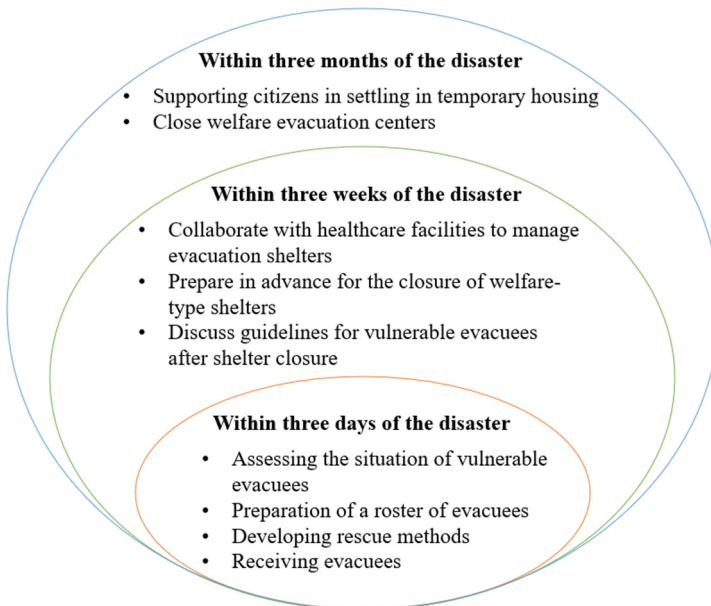 Within three months of the disaster
• Supporting citizens in settling in temporary housing
• Close welfare evacuation centers
Within three weeks of the disaster
• Collaborate with healthcare facilities to manage
evacuation shelters
• Prepare in advance for the closure of welfare-
type shelters
• Discuss guidelines for vulnerable evacuees
after shelter closure
Within three days of the disaster
• Assessing the situation of vulnerable
evacuees
• Preparation of a roster of evacuees
• Developing rescue methods
• Receiving evacuees